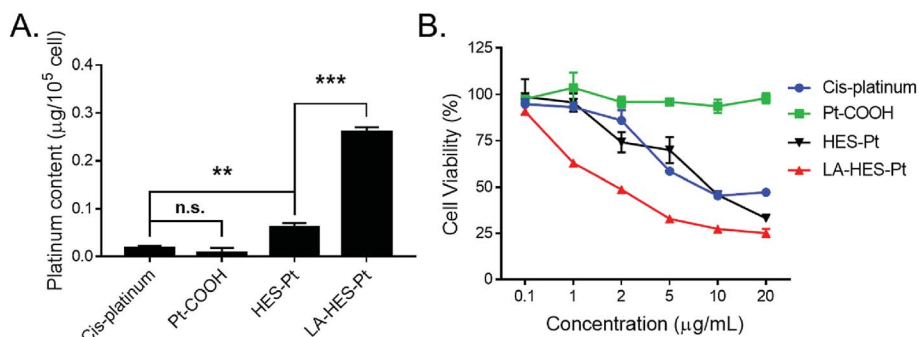 A.
Platinum content (μg/10⁵ cell)
0.4
0.3
0.2
0.1
0.0
**
n.s.
***
Cis-platinum
Pt-COOH
HES-Pt
LA-HES-Pt
B.
Cell Viability (%)
125
100
75
50
25
0
0.1 1 2 5 10 20
Concentration (μg/mL)
Cis-platinum
Pt-COOH
HES-Pt
LA-HES-Pt